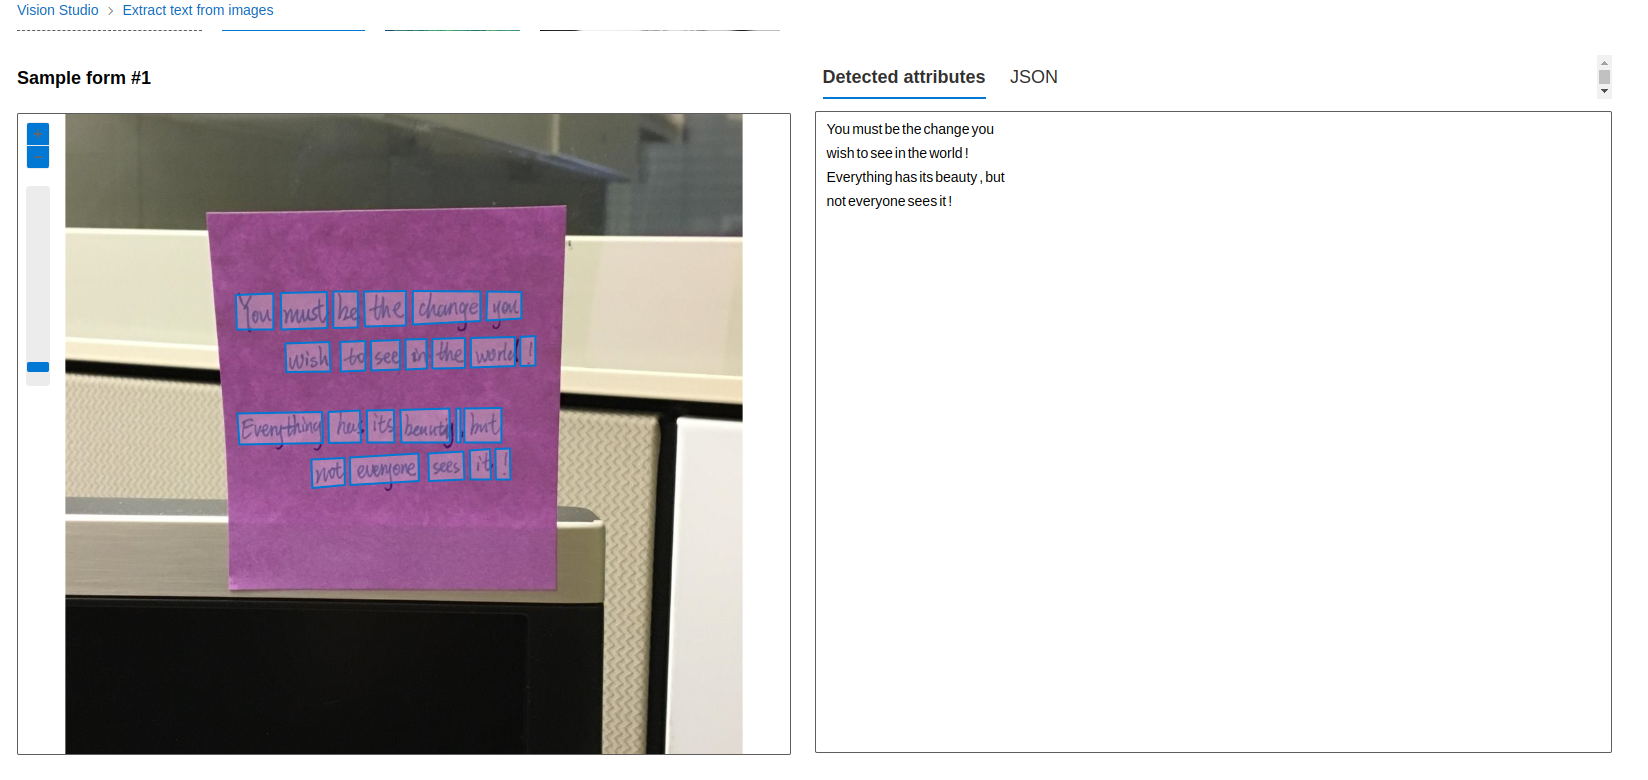 Vision Studio > Extract text from images
Sample form #1
You must be the change you
wish to see in the world !
Everything has its beauty , but
not everyone sees it !
Detected attributes JSON
You must be the change you
wish to see in the world !
Everything has its beauty , but
not everyone sees it !